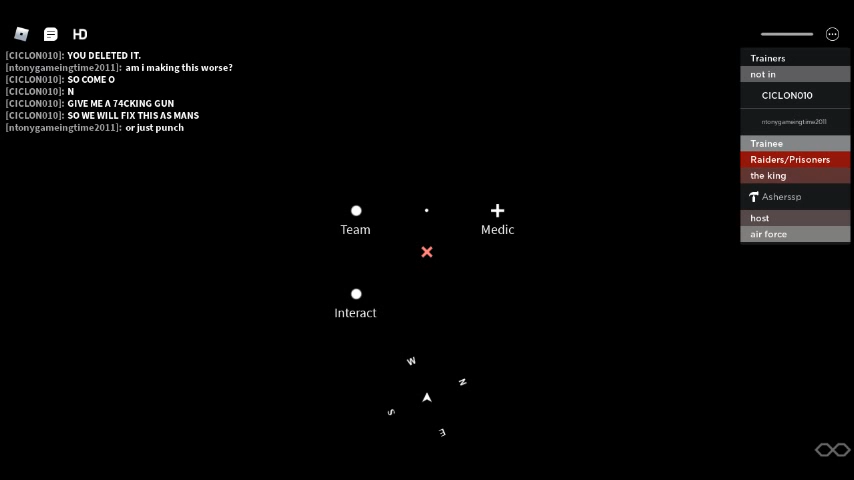 HD
[CICLON010]: YOU DELETED IT.
[ntonygameingtime2011]: am i making this worse?
[CICLON010]: SO COME O
[CICLON010]: N
[CICLON010]: GIVE ME A 74CKING GUN
[CICLON010]: SO WE WILL FIX THIS AS MANS
[ntonygameingtime2011]: or just punch
Trainers
not in
CICLON010
ntonygameingtime2011
Trainee
Raiders/Prisoners
the king
Asherssp
host
air force
Team
Medic
Interact
W
N
S
E